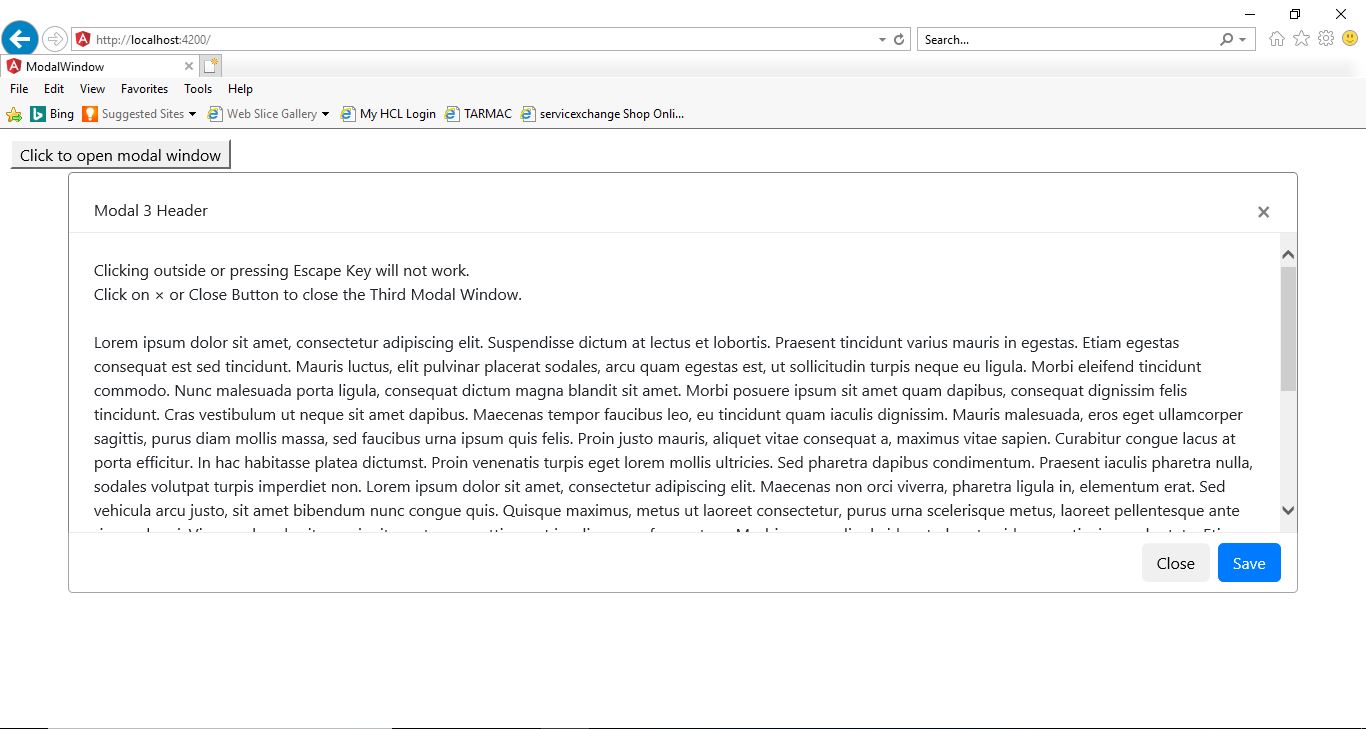 http://localhost:4200/
Search...
ModalWindow
File Edit View Favorites Tools Help
Bing Suggested Sites Web Slice Gallery My HCL Login TARMAC servicexchange Shop Onli...
Click to open modal window
Modal 3 Header ×
Clicking outside or pressing Escape Key will not work.
Click on × or Close Button to close the Third Modal Window.
Lorem ipsum dolor sit amet, consectetur adipiscing elit. Suspendisse dictum at lectus et lobortis. Praesent tincidunt varius mauris in egestas. Etiam egestas
consequat est sed tincidunt. Mauris luctus, elit pulvinar placerat sodales, arcu quam egestas est, ut sollicitudin turpis neque eu ligula. Morbi eleifend tincidunt
commodo. Nunc malesuada porta ligula, consequat dictum magna blandit sit amet. Morbi posuere ipsum sit amet quam dapibus, consequat dignissim felis
tincidunt. Cras vestibulum ut neque sit amet dapibus. Maecenas tempor faucibus leo, eu tincidunt quam iaculis dignissim. Mauris malesuada, eros eget ullamcorper
sagittis, purus diam mollis massa, sed faucibus urna ipsum quis felis. Proin justo mauris, aliquet vitae consequat a, maximus vitae sapien. Curabitur congue lacus at
porta efficitur. In hac habitasse platea dictumst. Proin venenatis turpis eget lorem mollis ultricies. Sed pharetra dapibus condimentum. Praesent iaculis pharetra nulla,
sodales volutpat turpis imperdiet non. Lorem ipsum dolor sit amet, consectetur adipiscing elit. Maecenas non orci viverra, pharetra ligula in, elementum erat. Sed
vehicula arcu justo, sit amet bibendum nunc congue quis. Quisque maximus, metus ut laoreet consectetur, purus urna scelerisque metus, laoreet pellentesque ante
Close Save